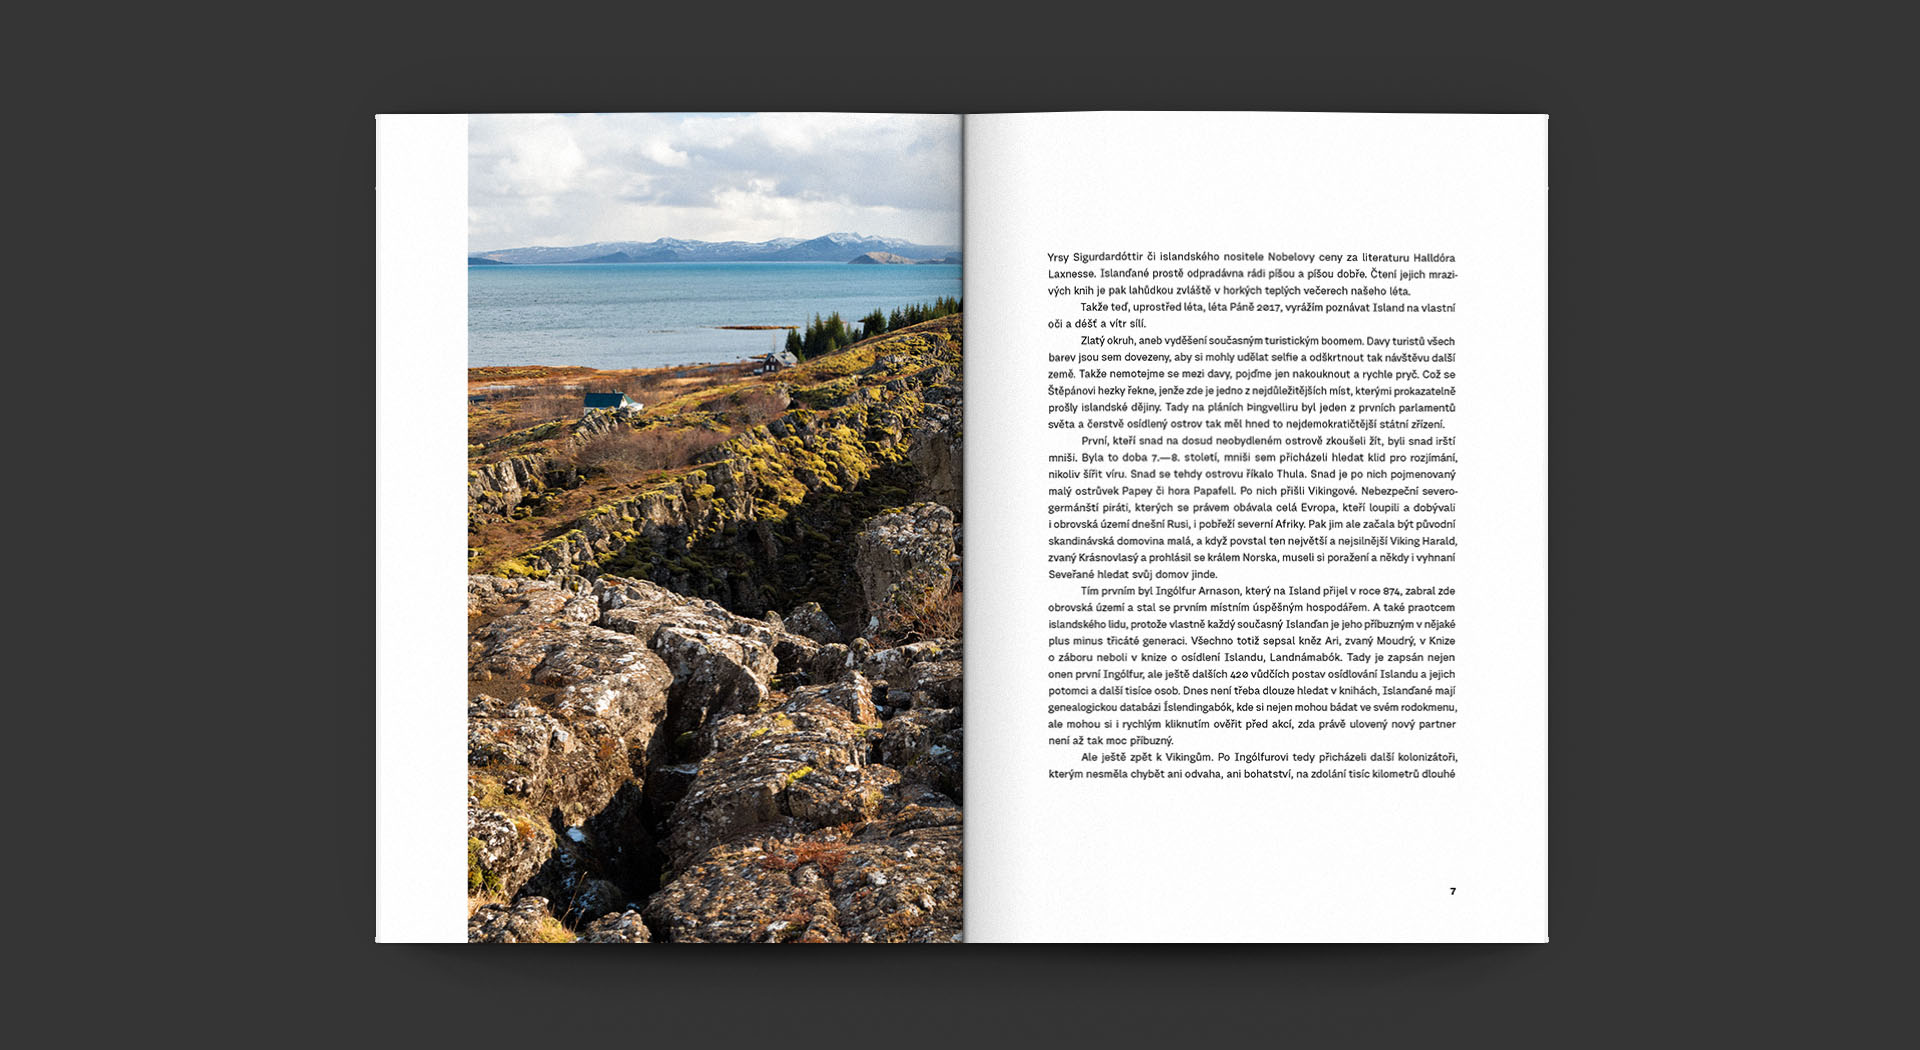 Yrsy Sigurdardóttir či islandského nositele Nobelovy ceny za literaturu Halldóra
Laxnesse. Islanďané prostě odpradávna rádi píšou a píšou dobře. Čtení jejich mrazi-
vých knih je pak lahůdkou zvláště v horkých teplých večerech našeho léta.
Takže teď, uprostřed léta, léta Páně 2017, vyrážím poznávat Island na vlastní
oči a déšť a vítr sílí.
Zlatý okruh, aneb vyděšení současným turistickým boomem. Davy turistů všech
barev jsou sem dovezeny, aby si mohly udělat selfie a odškrtnout tak návštěvu další
země. Takže nemotejme se mezi davy, pojďme jen nakouknout a rychle pryč. Což se
Štěpánovi hezky řekne, jenže zde je jedno z nejdůležitějších míst, kterými prokazatelně
prošly islandské dějiny. Tady na pláních Þingvelliru byl jeden z prvních parlamentů
světa a čerstvě osídlený ostrov tak měl hned to nejdemokratičtější státní zřízení.
První, kteří snad na dosud neobydleném ostrově zkoušeli žít, byli snad irští
mniši. Byla to doba 7.—8. století, mniši sem přicházeli hledat klid pro rozjímání,
nikoliv šířit víru. Snad se tehdy ostrovu říkalo Thula. Snad je po nich pojmenovaný
malý ostrůvek Papey či hora Papafell. Po nich přišli Vikingové. Nebezpeční severo-
germánští piráti, kterých se právem obávala celá Evropa, kteří loupili a dobývali
i obrovská území dnešní Rusi, i pobřeží severní Afriky. Pak jim ale začala být původní
skandinávská domovina malá, a když povstal ten největší a nejsilnější Viking Harald,
zvaný Krásnovlasý a prohlásil se králem Norska, museli si poražení a někdy i vyhnaní
Seveřané hledat svůj domov jinde.
Tím prvním byl Ingólfur Arnason, který na Island přijel v roce 874, zabral zde
obrovská území a stal se prvním místním úspěšným hospodářem. A také praotcem
islandského lidu, protože vlastně každý současný Islanďan je jeho příbuzným v nějaké
plus minus třicáté generaci. Všechno totiž sepsal kněz Ari, zvaný Moudrý, v Knize
o záboru neboli v knize o osídlení Islandu, Landnámabók. Tady je zapsán nejen
onen první Ingólfur, ale ještě dalších 420 vůdčích postav osídlování Islandu a jejich
potomci a další tisíce osob. Dnes není třeba dlouze hledat v knihách, Islanďané mají
genealogickou databázi Íslendingabók, kde si nejen mohou bádat ve svém rodokmenu,
ale mohou si i rychlým kliknutím ověřit před akcí, zda právě ulovený nový partner
není až tak moc příbuzný.
Ale ještě zpět k Vikingům. Po Ingólfurovi tedy přicházeli další kolonizátoři,
kterým nesměla chybět ani odvaha, ani bohatství, na zdolání tisíc kilometrů dlouhé
7